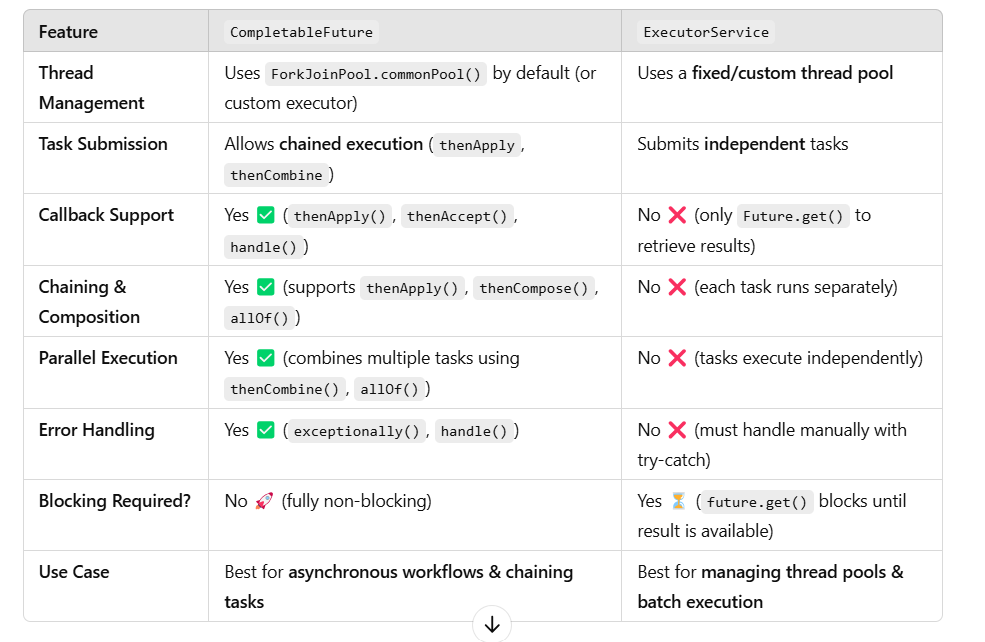 Feature CompletableFuture ExecutorService
Thread Uses ForkJoinPool.commonPool() by default (or Uses a fixed/custom thread pool
Management custom executor)
Task Submission Allows chained execution ( thenApply , Submits independent tasks
thenCombine )
Callback Support Yes ✅ ( thenApply() , thenAccept() , No ❌ (only Future.get() to
handle() ) retrieve results)
Chaining & Yes ✅ (supports thenApply() , thenCompose() , No ❌ (each task runs separately)
Composition allOf() )
Parallel Execution Yes ✅ (combines multiple tasks using No ❌ (tasks execute independently)
thenCombine() , allOf() )
Error Handling Yes ✅ ( exceptionally() , handle() ) No ❌ (must handle manually with
try-catch)
Blocking Required? No 🚀 (fully non-blocking) Yes ⏳ ( future.get() blocks until
result is available)
Use Case Best for asynchronous workflows & chaining Best for managing thread pools &
tasks batch execution